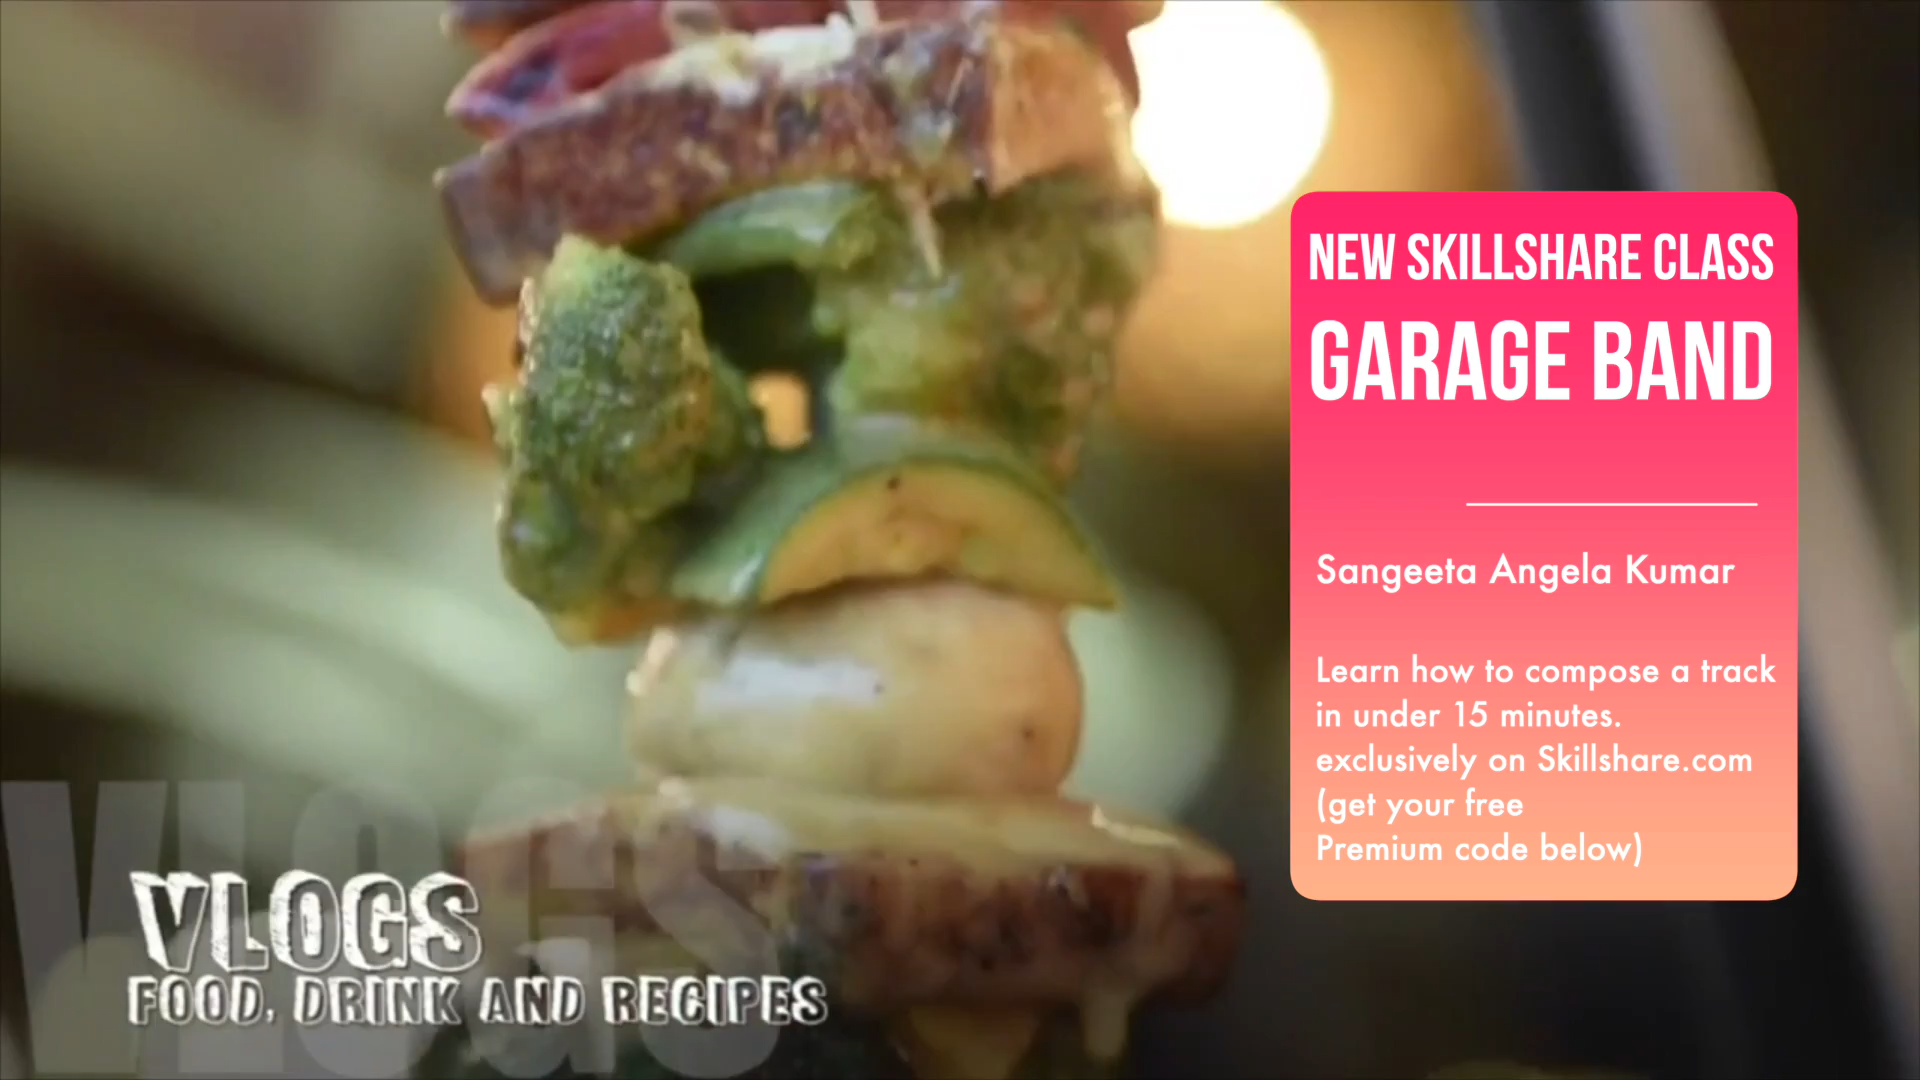 NEW SKILLSHARE CLASS
GARAGE BAND
Sangeeta Angela Kumar
Learn how to compose a track
in under 15 minutes.
exclusively on Skillshare.com
(get your free
Premium code below)
VLOGS
VLOGS
FOOD, DRINK AND RECIPES